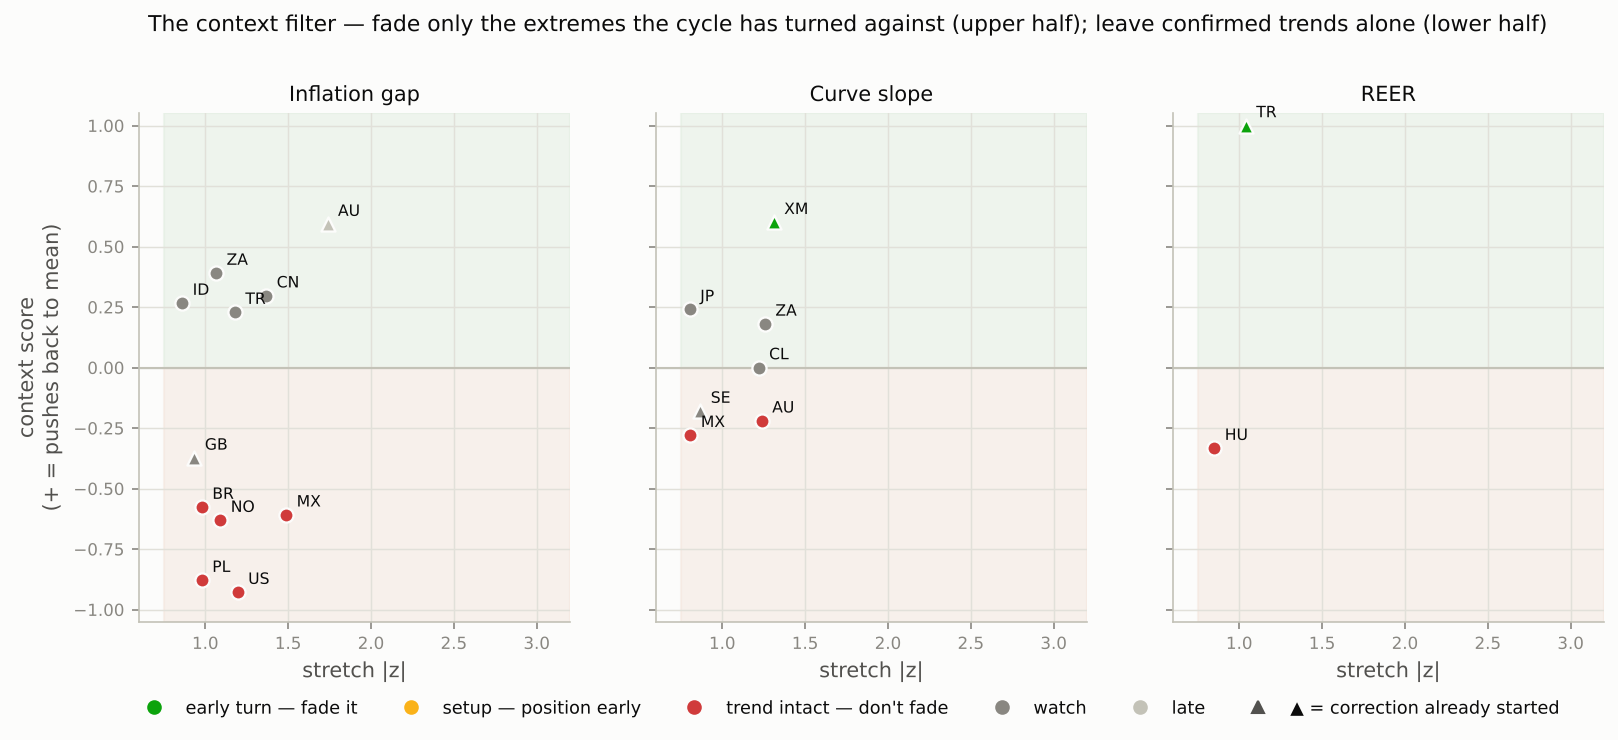 The context filter — fade only the extremes the cycle has turned against (upper half); leave confirmed trends alone (lower half)
Inflation gap
Curve slope
REER
context score
(+ = pushes back to mean)
1.00
0.75
0.50
0.25
0.00
−0.25
−0.50
−0.75
−1.00
AU
ZA
CN
ID
TR
GB
BR
NO
MX
PL
US
XM
JP
ZA
CL
SE
AU
MX
TR
HU
1.0 1.5 2.0 2.5 3.0
1.0 1.5 2.0 2.5 3.0
1.0 1.5 2.0 2.5 3.0
stretch |z|
stretch |z|
stretch |z|
early turn — fade it
setup — position early
trend intact — don't fade
watch
late
▲ = correction already started